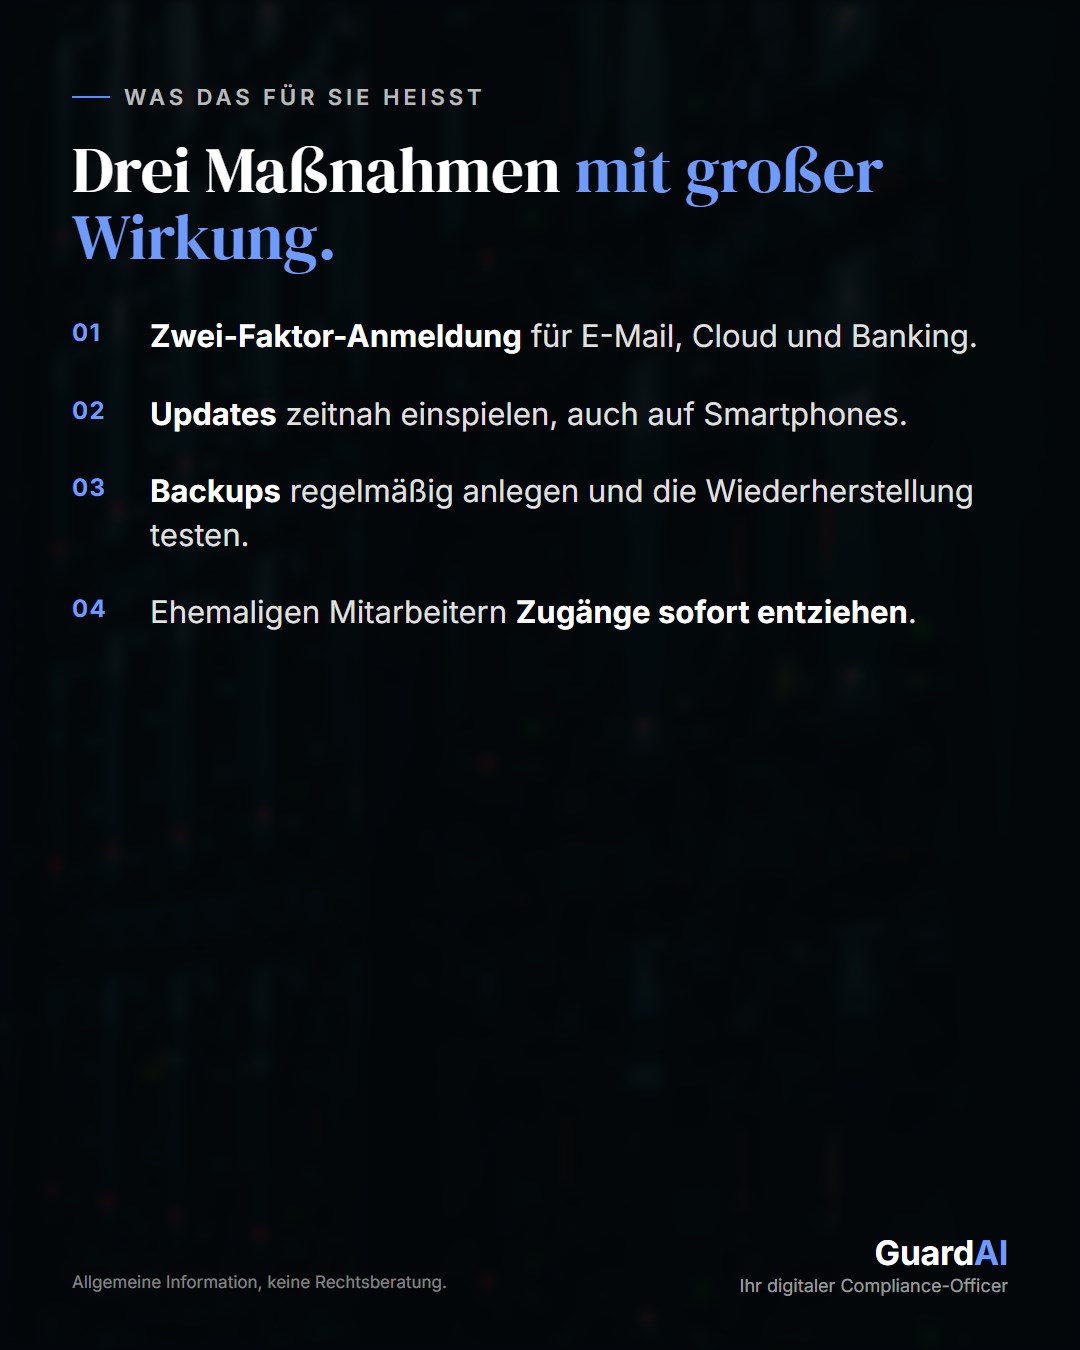 WAS DAS FÜR SIE HEISST
Drei Maßnahmen mit großer
Wirkung.
01 Zwei-Faktor-Anmeldung für E-Mail, Cloud und Banking.
02 Updates zeitnah einspielen, auch auf Smartphones.
03 Backups regelmäßig anlegen und die Wiederherstellung
testen.
04 Ehemaligen Mitarbeitern Zugänge sofort entziehen.
Allgemeine Information, keine Rechtsberatung.
GuardAI
Ihr digitaler Compliance-Officer